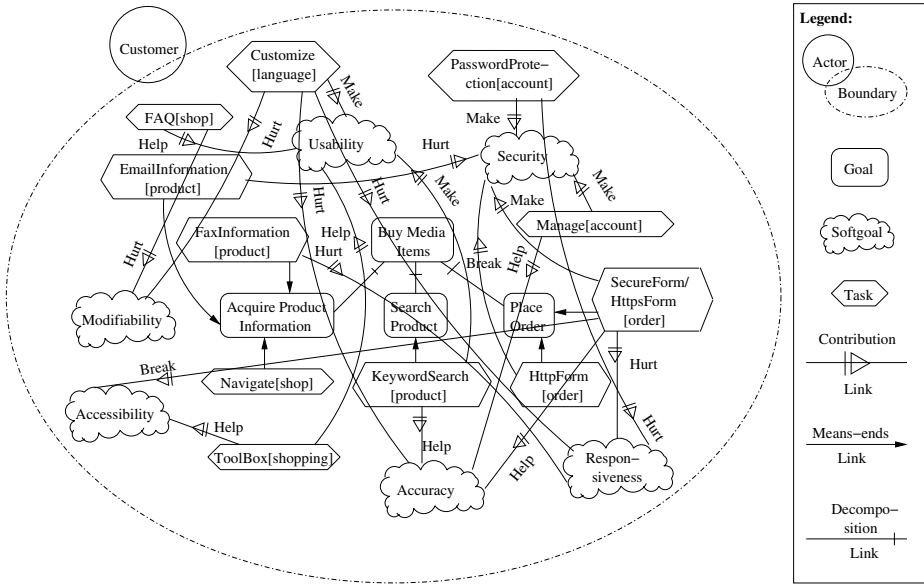 Customer
Customize
[language]
PasswordProte−
ction[account]
Make
Make
FAQ[shop]
Help
Hurt
Usability
Hurt
Security
Make
EmailInformation
[product]
Hurt
Make
Make
Hurt
Manage[account]
FaxInformation
[product]
Help
Hurt
Buy Media
Items
Break
Help
Hurt
SecureForm/
HttpsForm
[order]
Modifiability
Acquire Product
Information
Search
Product
Place
Order
Break
Hurt
Navigate[shop]
KeywordSearch
[product]
HttpForm
[order]
Accessibility
Help
Hurt
ToolBox[shopping]
Help
Help
Respon−
siveness
Accuracy
Legend:
Actor
Boundary
Goal
Softgoal
Task
Contribution
Link
Means−ends
Link
Decompo−
sition
Link